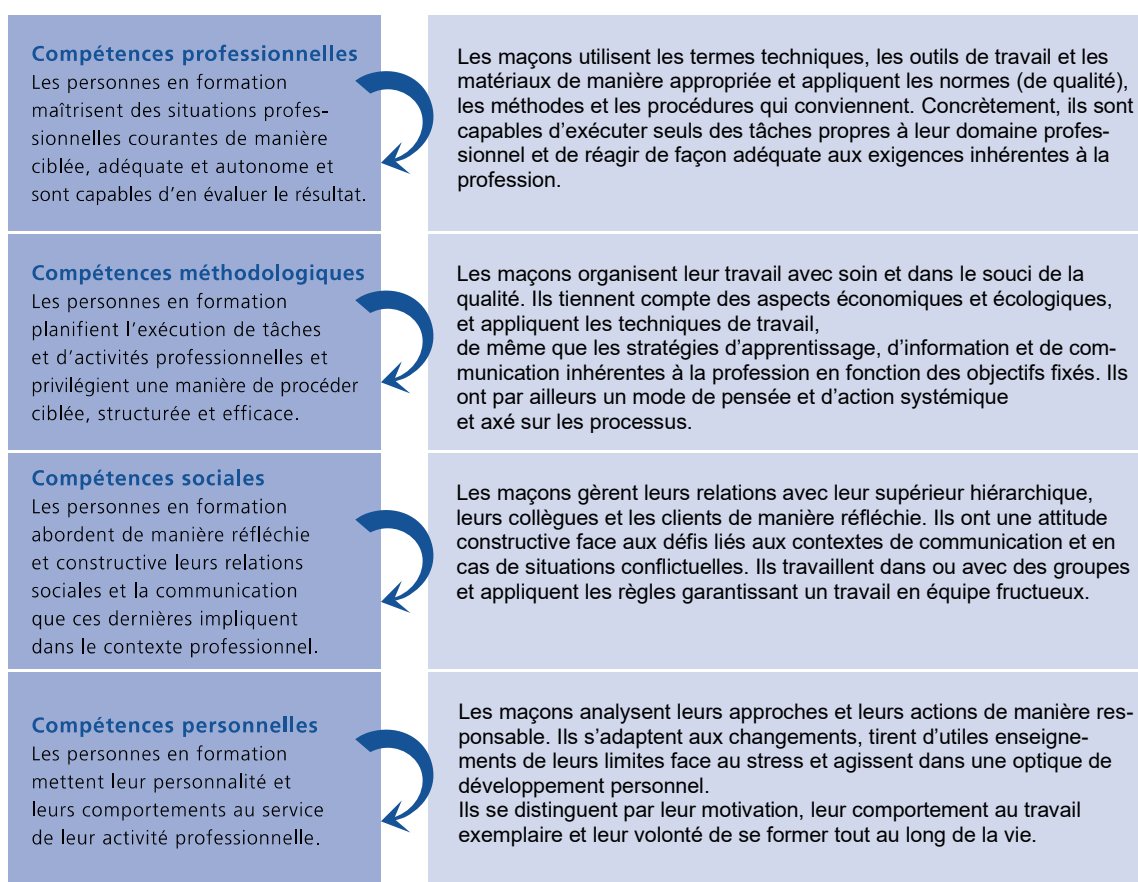 Compétences professionnelles
Les personnes en formation
maîtrisent des situations profes-
sionnelles courantes de manière
ciblée, adéquate et autonome et
sont capables d'en évaluer le résultat.
Les maçons utilisent les termes techniques, les outils de travail et les
matériaux de manière appropriée et appliquent les normes (de qualité),
les méthodes et les procédures qui conviennent. Concrètement, ils sont
capables d'exécuter seuls des tâches propres à leur domaine profes-
sionnel et de réagir de façon adéquate aux exigences inhérentes à la
profession.
Compétences méthodologiques
Les personnes en formation
planifient l'exécution de tâches
et d'activités professionnelles et
privilégient une manière de procéder
ciblée, structurée et efficace.
Les maçons organisent leur travail avec soin et dans le souci de la
qualité. Ils tiennent compte des aspects économiques et écologiques,
et appliquent les techniques de travail,
de même que les stratégies d'apprentissage, d'information et de com-
munication inhérentes à la profession en fonction des objectifs fixés. Ils
ont par ailleurs un mode de pensée et d'action systémique
et axé sur les processus.
Compétences sociales
Les personnes en formation
abordent de manière réfléchie
et constructive leurs relations
sociales et la communication
que ces dernières impliquent
dans le contexte professionnel.
Les maçons gèrent leurs relations avec leur supérieur hiérarchique,
leurs collègues et les clients de manière réfléchie. Ils ont une attitude
constructive face aux défis liés aux contextes de communication et en
cas de situations conflictuelles. Ils travaillent dans ou avec des groupes
et appliquent les règles garantissant un travail en équipe fructueux.
Compétences personnelles
Les personnes en formation
mettent leur personnalité et
leurs comportements au service
de leur activité professionnelle.
Les maçons analysent leurs approches et leurs actions de manière res-
ponsable. Ils s'adaptent aux changements, tirent d'utiles enseigne-
ments de leurs limites face au stress et agissent dans une optique de
développement personnel.
Ils se distinguent par leur motivation, leur comportement au travail
exemplaire et leur volonté de se former tout au long de la vie.